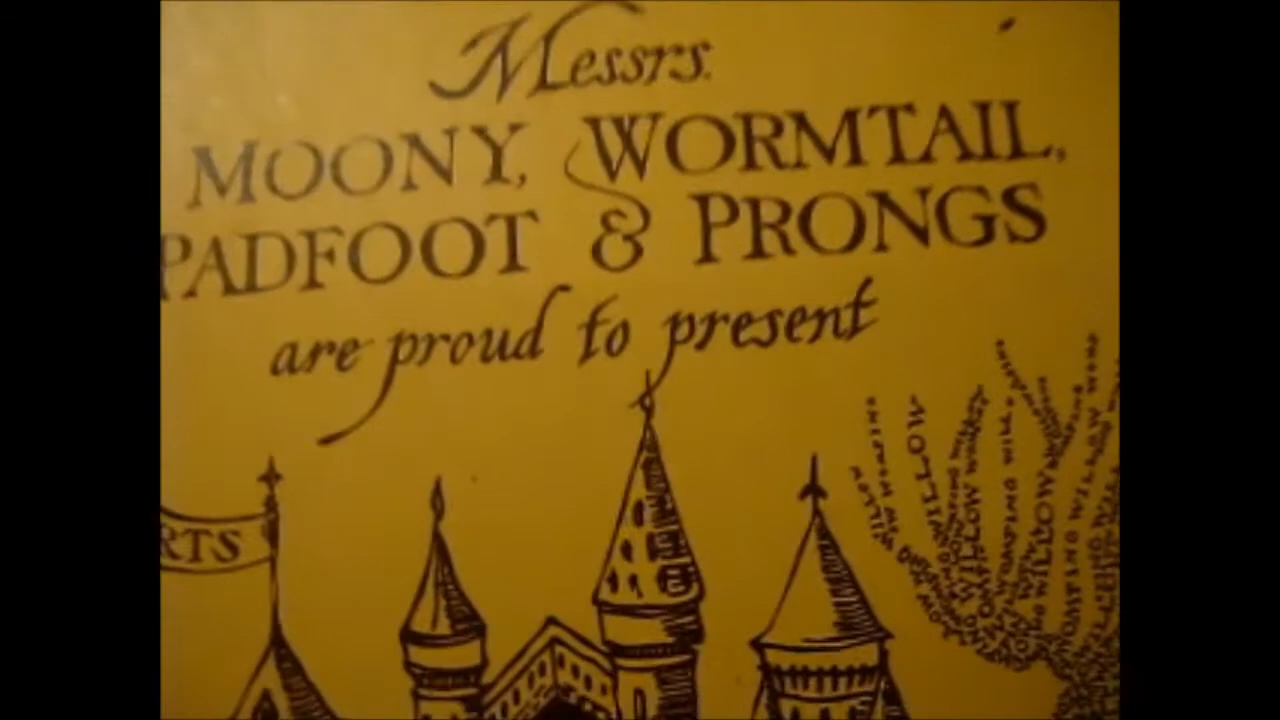 Messrs.
MOONY, WORMTAIL,
PADFOOT & PRONGS
are proud to present
RTS
WILLOW